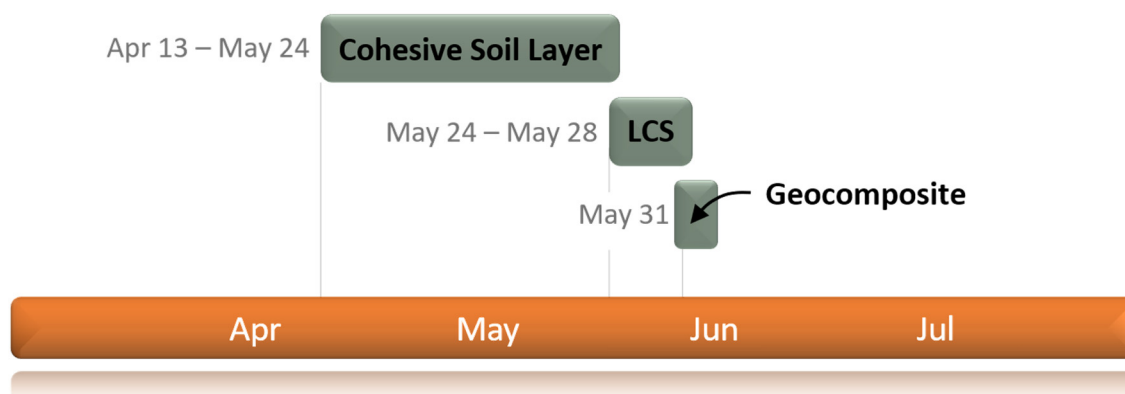 Apr 13 – May 24
Cohesive Soil Layer
May 24 – May 28
LCS
May 31
Geocomposite
Apr May Jun Jul